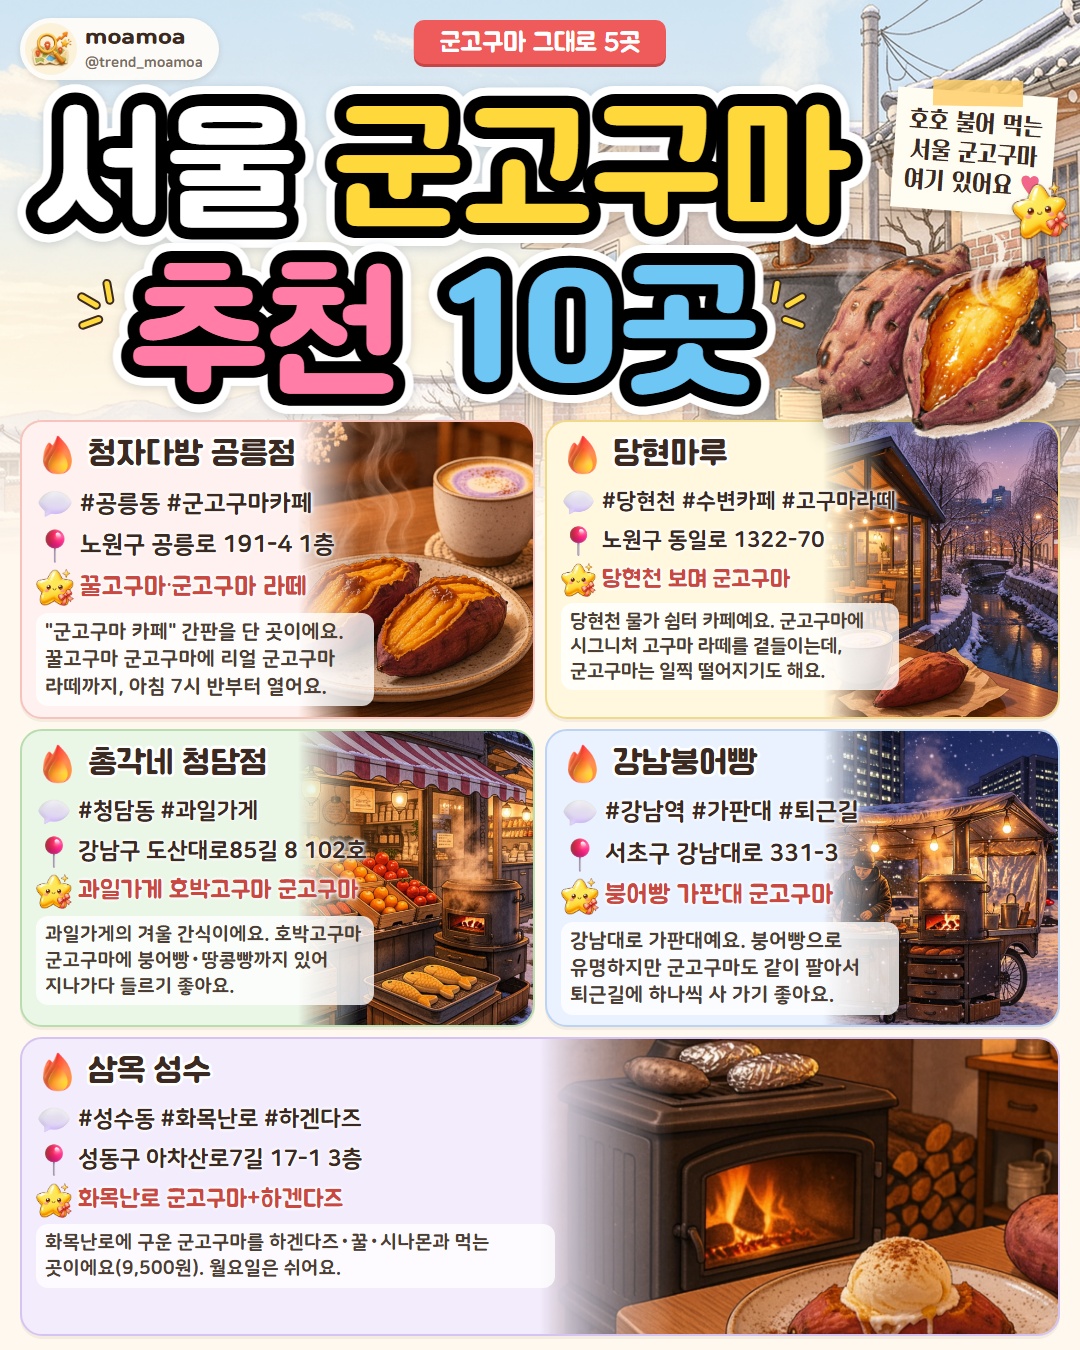 moamoa
@trend_moamoa
군고구마 그대로 5곳
서울 군고구마
추천 10곳
호호 불어 먹는
서울 군고구마
여기 있어요
청자다방 공릉점
#공릉동 #군고구마카페
노원구 공릉로 191-4 1층
꿀고구마·군고구마 라떼
"군고구마 카페" 간판을 단 곳이에요.
꿀고구마 군고구마에 리얼 군고구마
라떼까지, 아침 7시 반부터 열어요.
당현마루
#당현천 #수변카페 #고구마라떼
노원구 동일로 1322-70
당현천 보며 군고구마
당현천 물가 쉼터 카페예요. 군고구마에
시그니처 고구마 라떼를 곁들이는데,
군고구마는 일찍 떨어지기도 해요.
총각네 청담점
#청담동 #과일가게
강남구 도산대로85길 8 102호
과일가게 호박고구마 군고구마
과일가게의 겨울 간식이에요. 호박고구마
군고구마에 붕어빵·땅콩빵까지 있어
지나가다 들르기 좋아요.
강남붕어빵
#강남역 #가판대 #퇴근길
서초구 강남대로 331-3
붕어빵 가판대 군고구마
강남대로 가판대예요. 붕어빵으로
유명하지만 군고구마도 같이 팔아서
퇴근길에 하나씩 사 가기 좋아요.
삼옥 성수
#성수동 #화목난로 #하겐다즈
성동구 아차산로7길 17-1 3층
화목난로 군고구마+하겐다즈
화목난로에 구운 군고구마를 하겐다즈·꿀·시나몬과 먹는
곳이에요(9,500원). 월요일은 쉬어요.